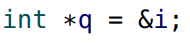 int *q = &i;